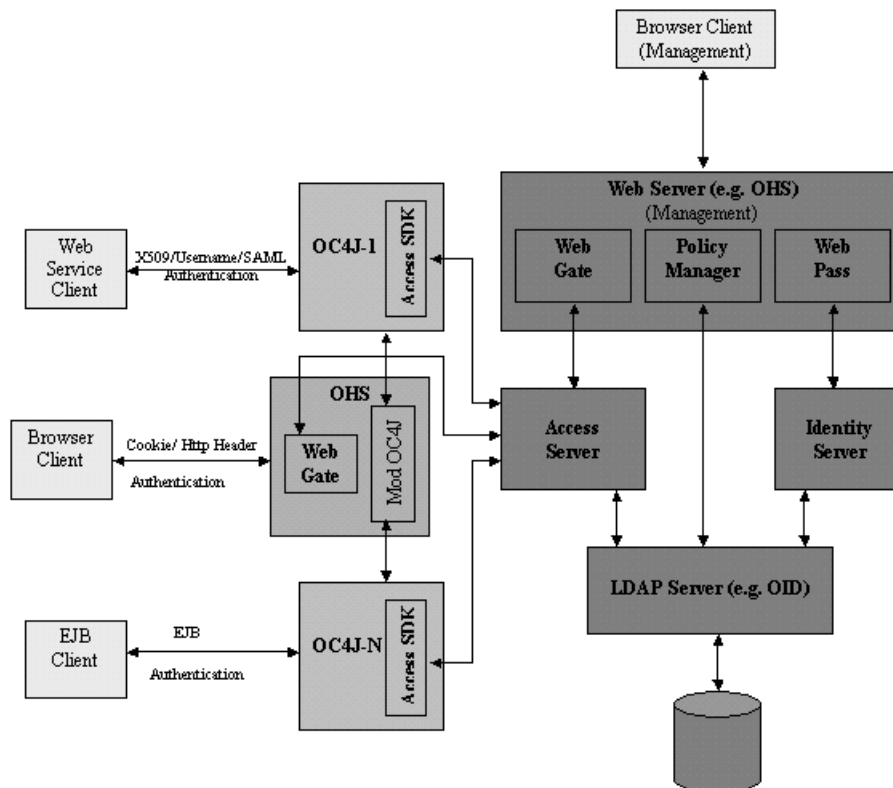 Browser Client
(Management)
Web Server (e.g. OHS)
(Management)
Web
Gate
Policy
Manager
Web
Pass
OC4J-1
Access SDK
Web
Service
Client
X509/Username/SAML
Authentication
OHS
Web
Gate
Mod OC4J
Browser
Client
Cookie/ Http Header
Authentication
Access
Server
Identity
Server
LDAP Server (e.g. OID)
OC4J-N
Access SDK
EJB
Client
EJB
Authentication